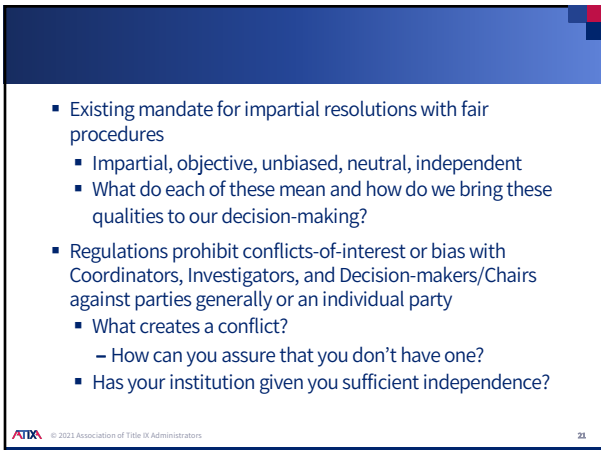 ▪ Existing mandate for impartial resolutions with fair
procedures
▪ Impartial, objective, unbiased, neutral, independent
▪ What do each of these mean and how do we bring these
qualities to our decision-making?
▪ Regulations prohibit conflicts-of-interest or bias with
Coordinators, Investigators, and Decision-makers/Chairs
against parties generally or an individual party
▪ What creates a conflict?
– How can you assure that you don’t have one?
▪ Has your institution given you sufficient independence?
ATIXA © 2021 Association of Title IX Administrators 21